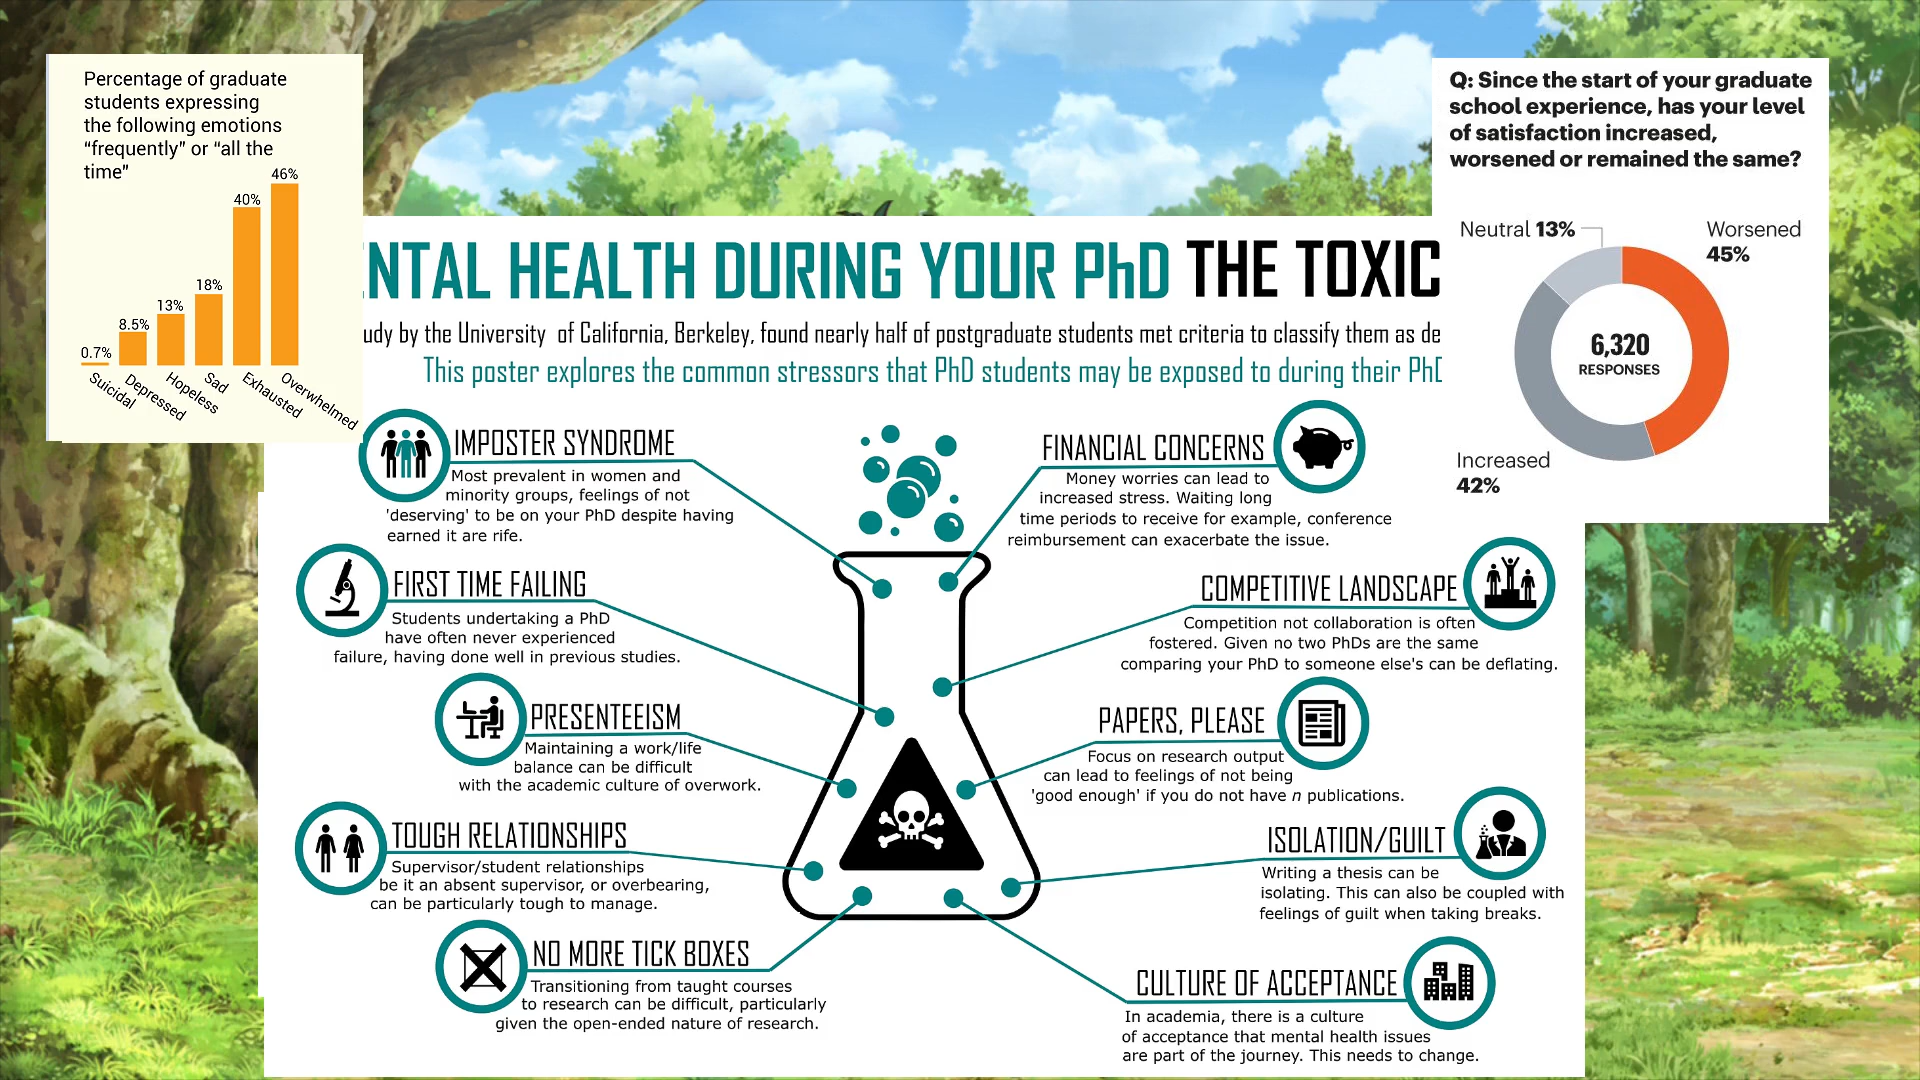 Percentage of graduate
students expressing
the following emotions
“frequently” or “all the
time”
46%
40%
18%
13%
8.5%
0.7%
Suicidal
Depressed
Hopeless
Sad
Exhausted
Overwhelmed
Q: Since the start of your graduate
school experience, has your level
of satisfaction increased,
worsened or remained the same?
Neutral 13%
Worsened
45%
6,320
RESPONSES
Increased
42%
NTAL HEALTH DURING YOUR PhD THE TOXIC
udy by the University of California, Berkeley, found nearly half of postgraduate students met criteria to classify them as de
This poster explores the common stressors that PhD students may be exposed to during their Ph
IMPOSTER SYNDROME
Most prevalent in women and
minority groups, feelings of not
'deserving' to be on your PhD despite having
earned it are rife.
FIRST TIME FAILING
Students undertaking a PhD
have often never experienced
failure, having done well in previous studies.
PRESENTEEISM
Maintaining a work/life
balance can be difficult
with the academic culture of overwork.
TOUGH RELATIONSHIPS
Supervisor/student relationships
be it an absent supervisor, or overbearing,
can be particularly tough to manage.
NO MORE TICK BOXES
Transitioning from taught courses
to research can be difficult, particularly
given the open-ended nature of research.
FINANCIAL CONCERNS
Money worries can lead to
increased stress. Waiting long
time periods to receive for example, conference
reimbursement can exacerbate the issue.
COMPETITIVE LANDSCAPE
Competition not collaboration is often
fostered. Given no two PhDs are the same
comparing your PhD to someone else's can be deflating.
PAPERS, PLEASE
Focus on research output
can lead to feelings of not being
'good enough' if you do not have n publications.
ISOLATION/GUILT
Writing a thesis can be
isolating. This can also be coupled with
feelings of guilt when taking breaks.
CULTURE OF ACCEPTANCE
In academia, there is a culture
of acceptance that mental health issues
are part of the journey. This needs to change.